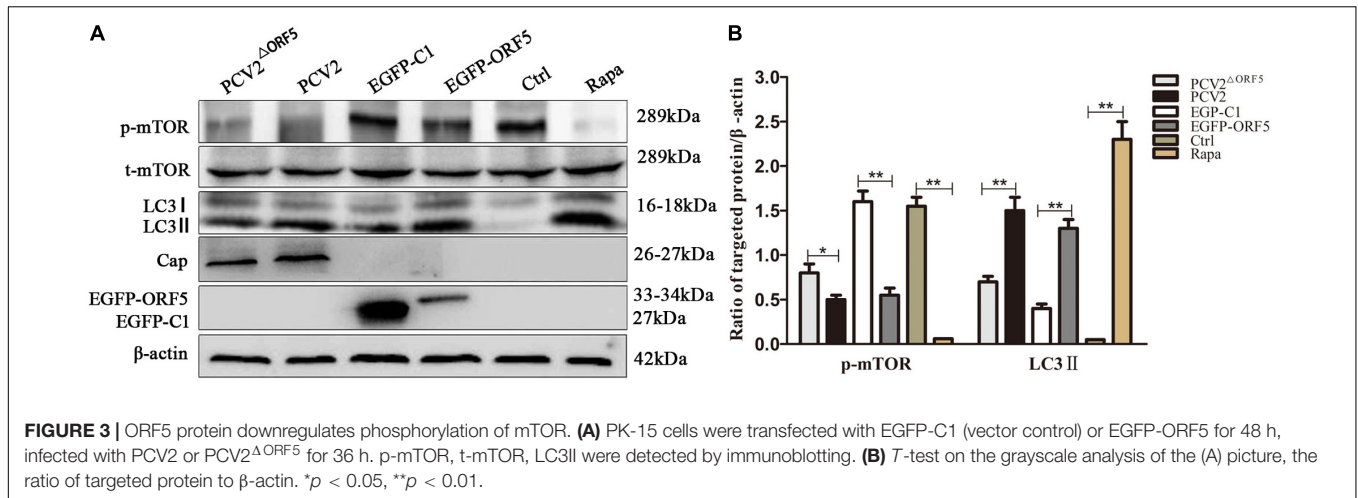 A
PCV2△ORF5 PCV2 EGFP-C1 EGFP-ORF5 Ctrl Rapa
p-mTOR 289kDa
t-mTOR 289kDa
LC3Ⅰ 16-18kDa
LC3Ⅱ
Cap 26-27kDa
EGFP-ORF5 33-34kDa
EGFP-C1 27kDa
β-actin 42kDa
B
Ratio of targeted protein/β -actin
3.0
2.5
2.0
1.5
1.0
0.5
0.0
* ** ** ** ** **
p-mTOR LC3Ⅱ
PCV2△ORF5
PCV2
EGP-C1
EGFP-ORF5
Ctrl
Rapa
FIGURE 3 | ORF5 protein downregulates phosphorylation of mTOR. (A) PK-15 cells were transfected with EGFP-C1 (vector control) or EGFP-ORF5 for 48 h,
infected with PCV2 or PCV2ΔORF5 for 36 h. p-mTOR, t-mTOR, LC3II were detected by immunoblotting. (B) T-test on the grayscale analysis of the (A) picture, the
ratio of targeted protein to β-actin. *p < 0.05, **p < 0.01.